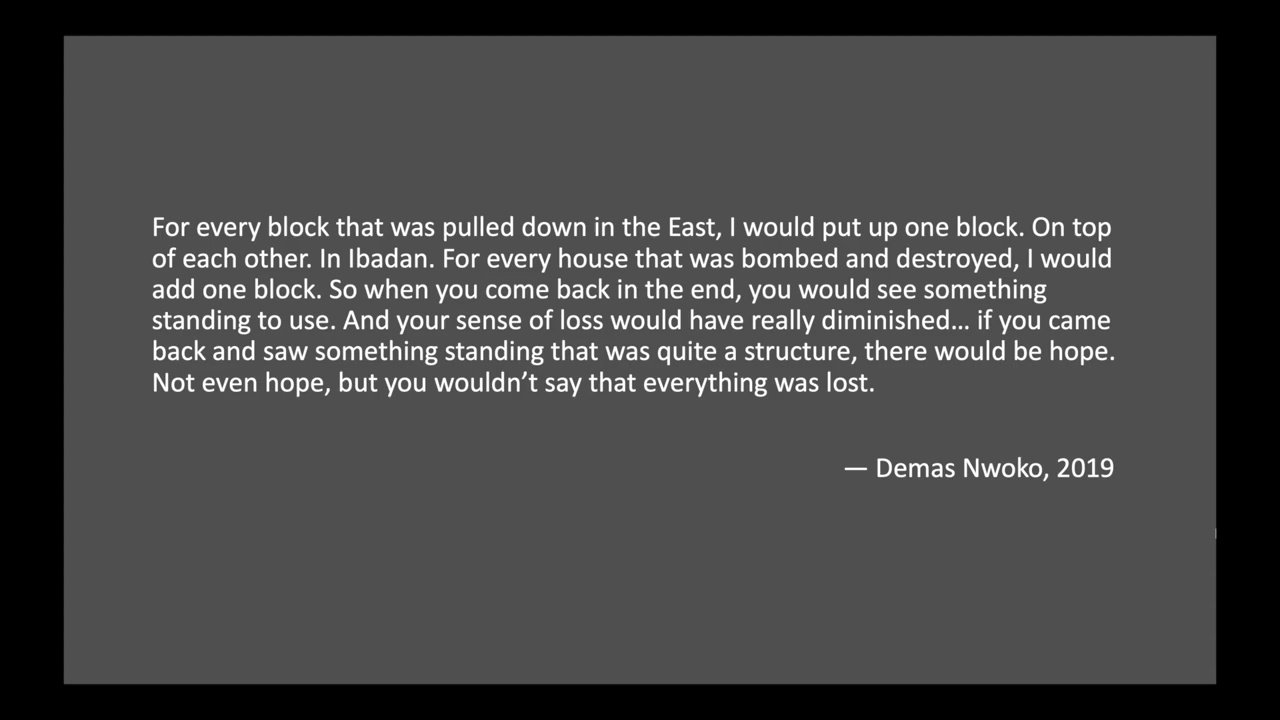 For every block that was pulled down in the East, I would put up one block. On top
of each other. In Ibadan. For every house that was bombed and destroyed, I would
add one block. So when you come back in the end, you would see something
standing to use. And your sense of loss would have really diminished… if you came
back and saw something standing that was quite a structure, there would be hope.
Not even hope, but you wouldn’t say that everything was lost.
— Demas Nwoko, 2019